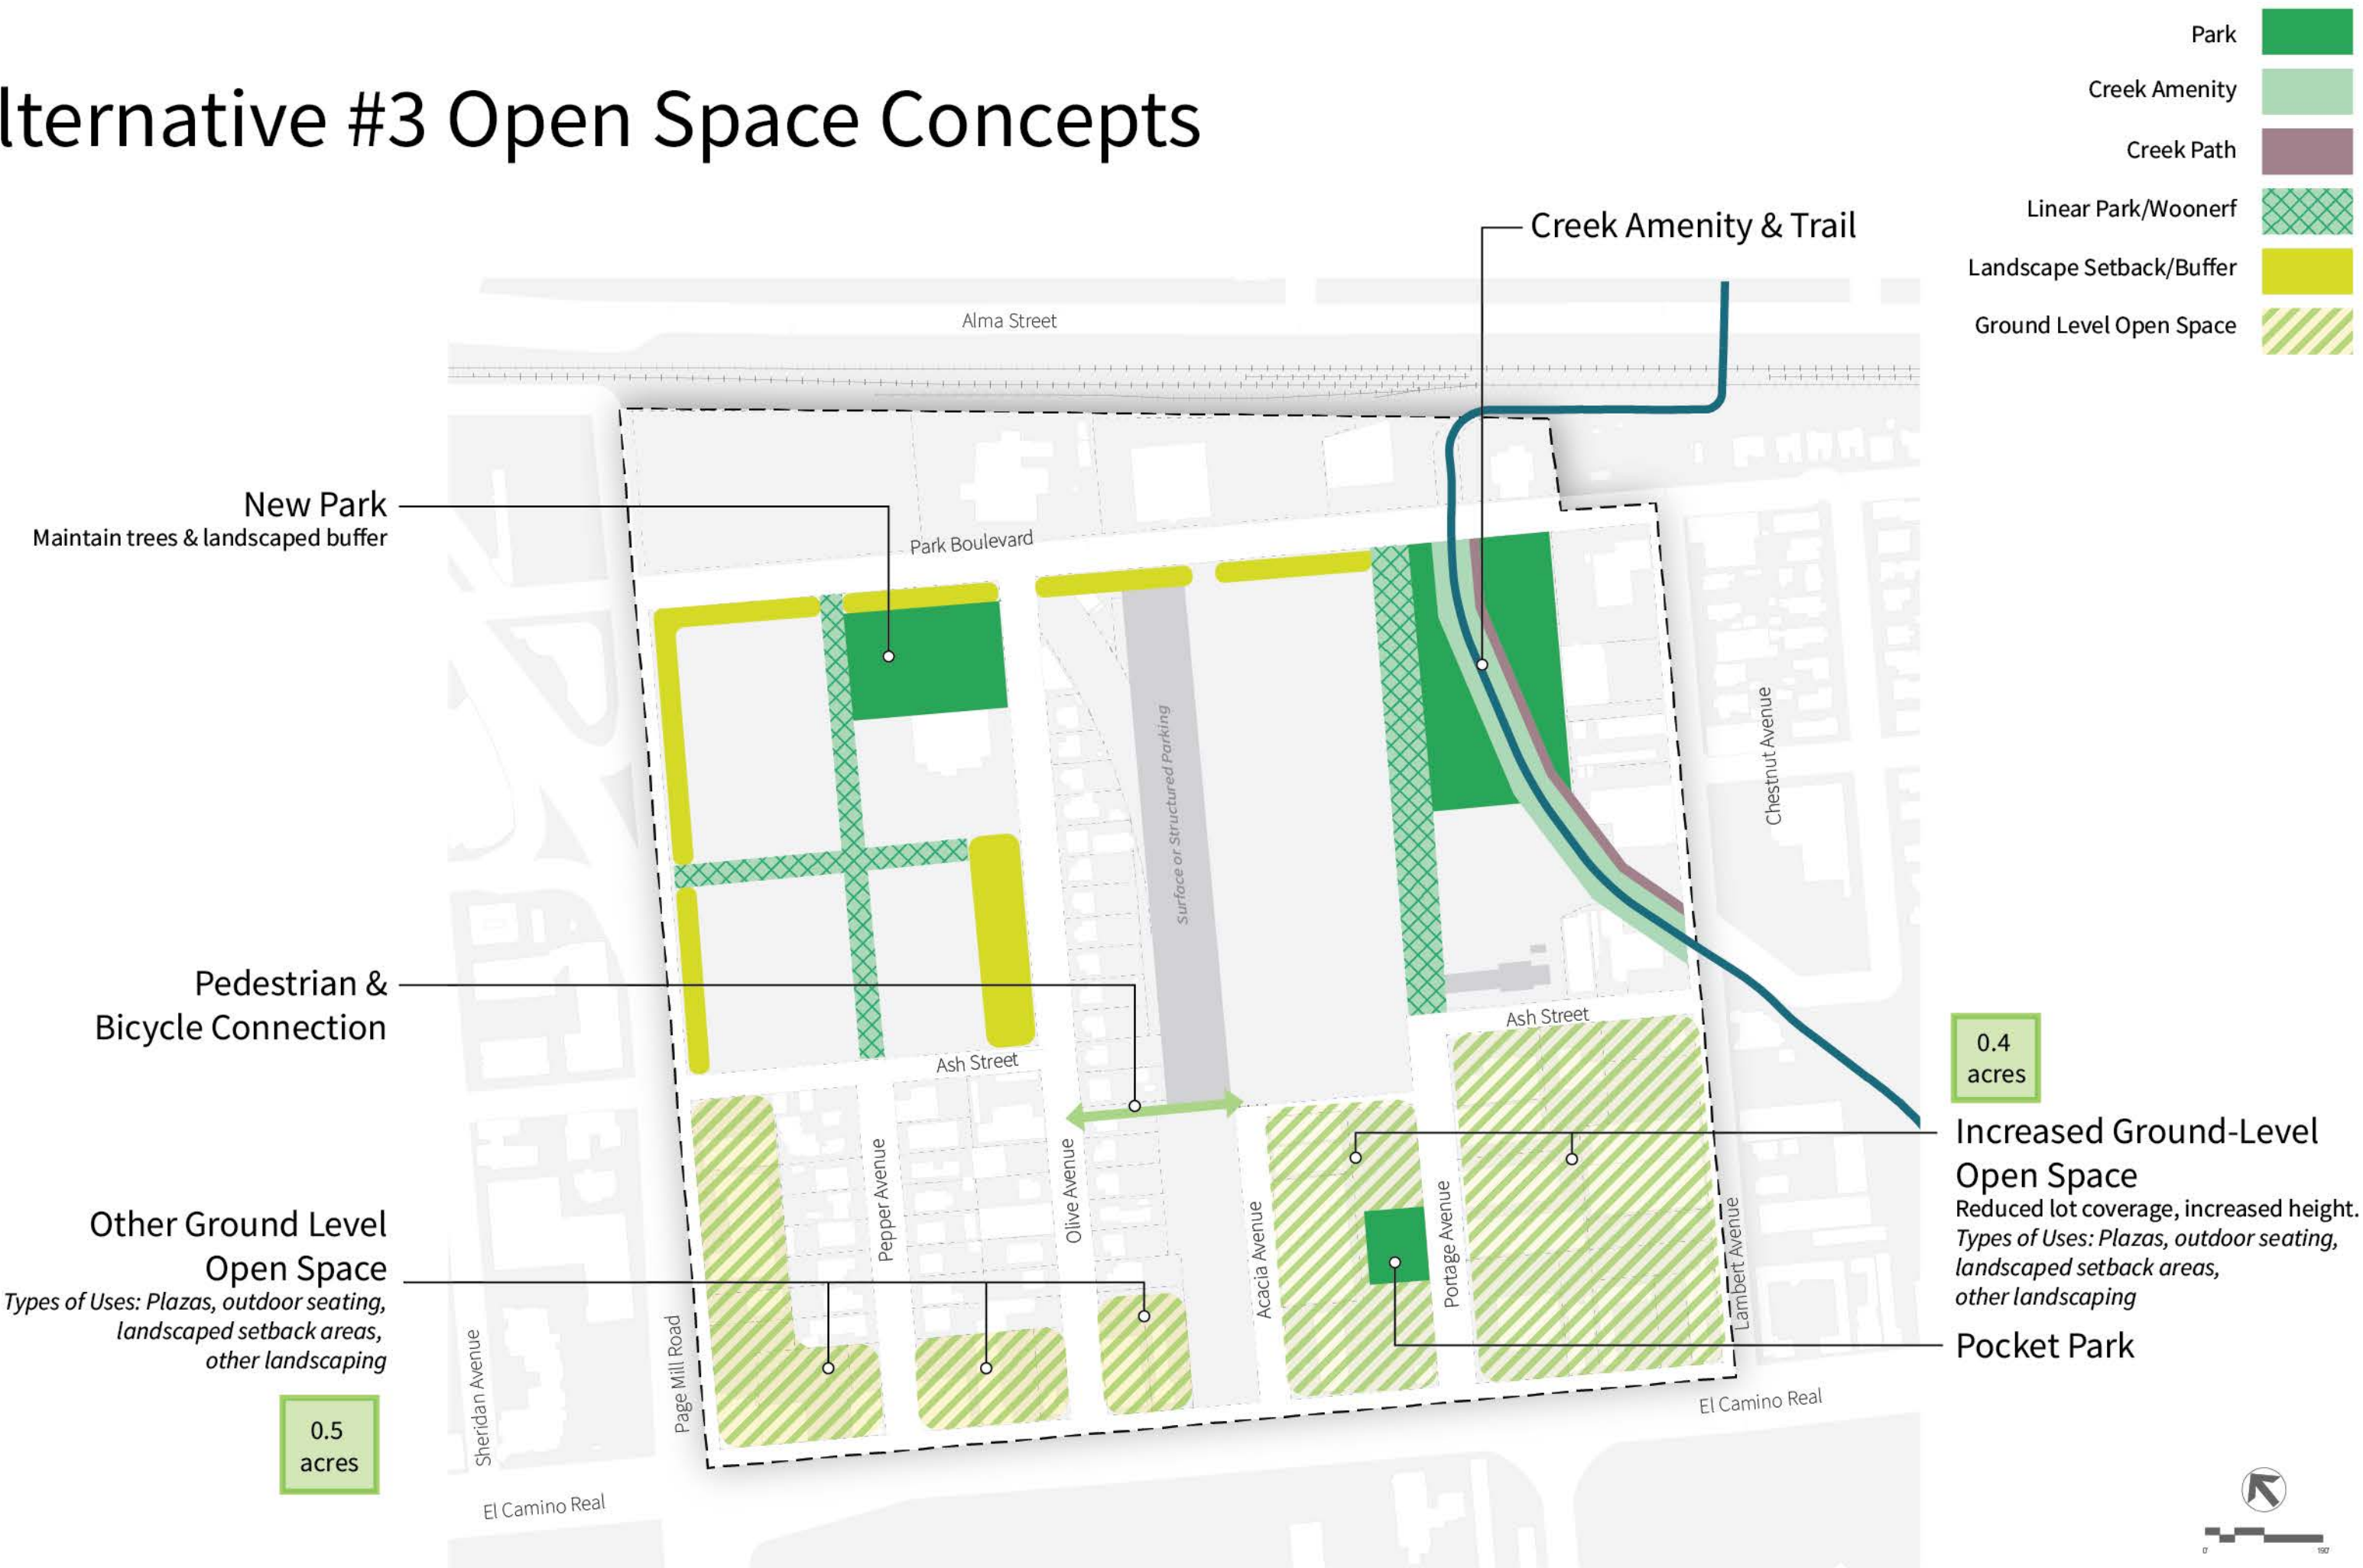 lternative #3 Open Space Concepts
Park
Creek Amenity
Creek Path
Linear Park/Woonerf
Landscape Setback/Buffer
Ground Level Open Space
Creek Amenity & Trail
Alma Street
New Park
Maintain trees & landscaped buffer
Park Boulevard
Surface or Structured Parking
Chestnut Avenue
Pedestrian &
Bicycle Connection
Ash Street
Ash Street
0.4
acres
Increased Ground-Level
Open Space
Reduced lot coverage, increased height.
Types of Uses: Plazas, outdoor seating,
landscaped setback areas,
other landscaping
Pocket Park
Other Ground Level
Open Space
Types of Uses: Plazas, outdoor seating,
landscaped setback areas,
other landscaping
0.5
acres
Sheridan Avenue
Page Mill Road
Pepper Avenue
Olive Avenue
Acacia Avenue
Portage Avenue
Lambert Avenue
El Camino Real
El Camino Real